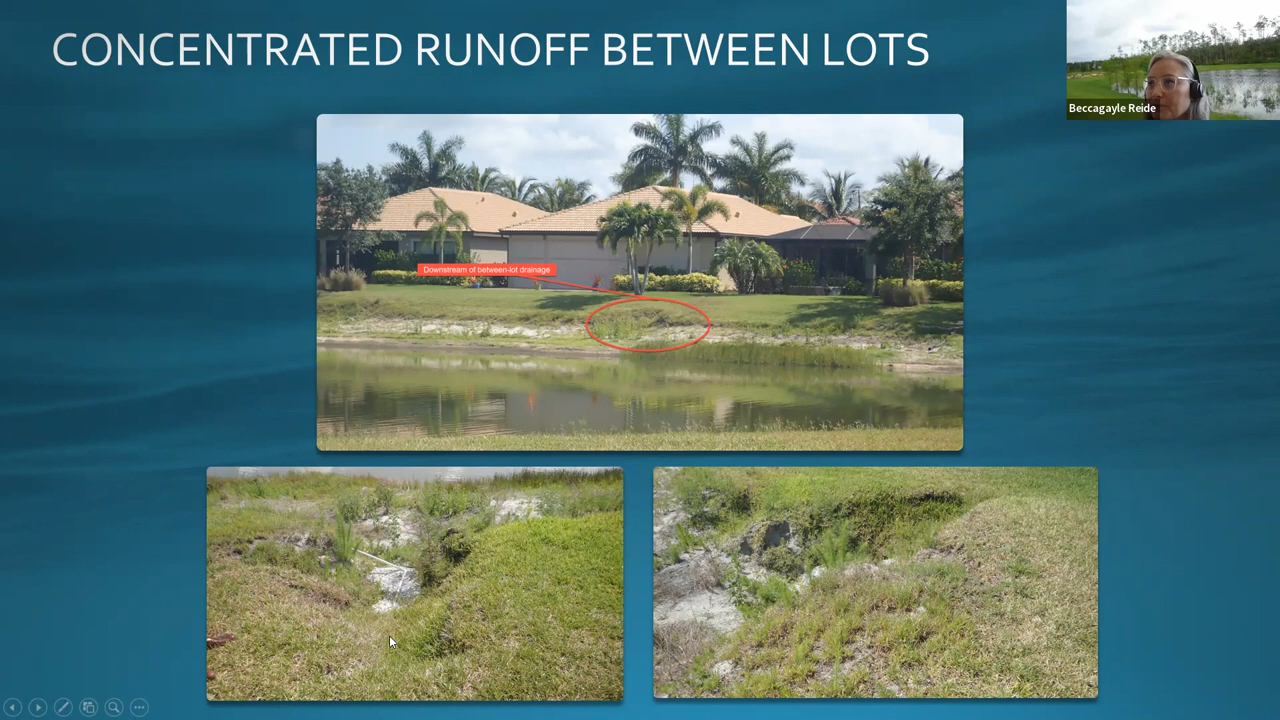 CONCENTRATED RUNOFF BETWEEN LOTS
Beccagayle Reide
Downstream of between-lot drainage